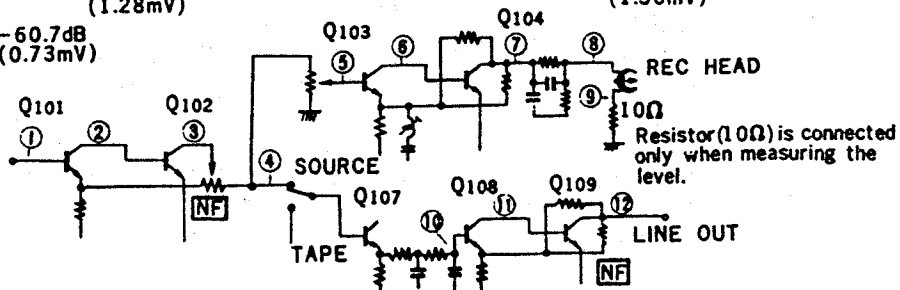 (1.28mV)
-60.7dB
(0.73mV)
Q103
Q104
⑤
⑥
⑦
⑧
REC HEAD
⑨
10Ω
Resistor(10Ω) is connected
only when measuring the
level.
Q101
Q102
①
②
③
④
SOURCE
NF
TAPE
Q107
Q108
Q109
⑩
⑪
⑫
LINE OUT
NF